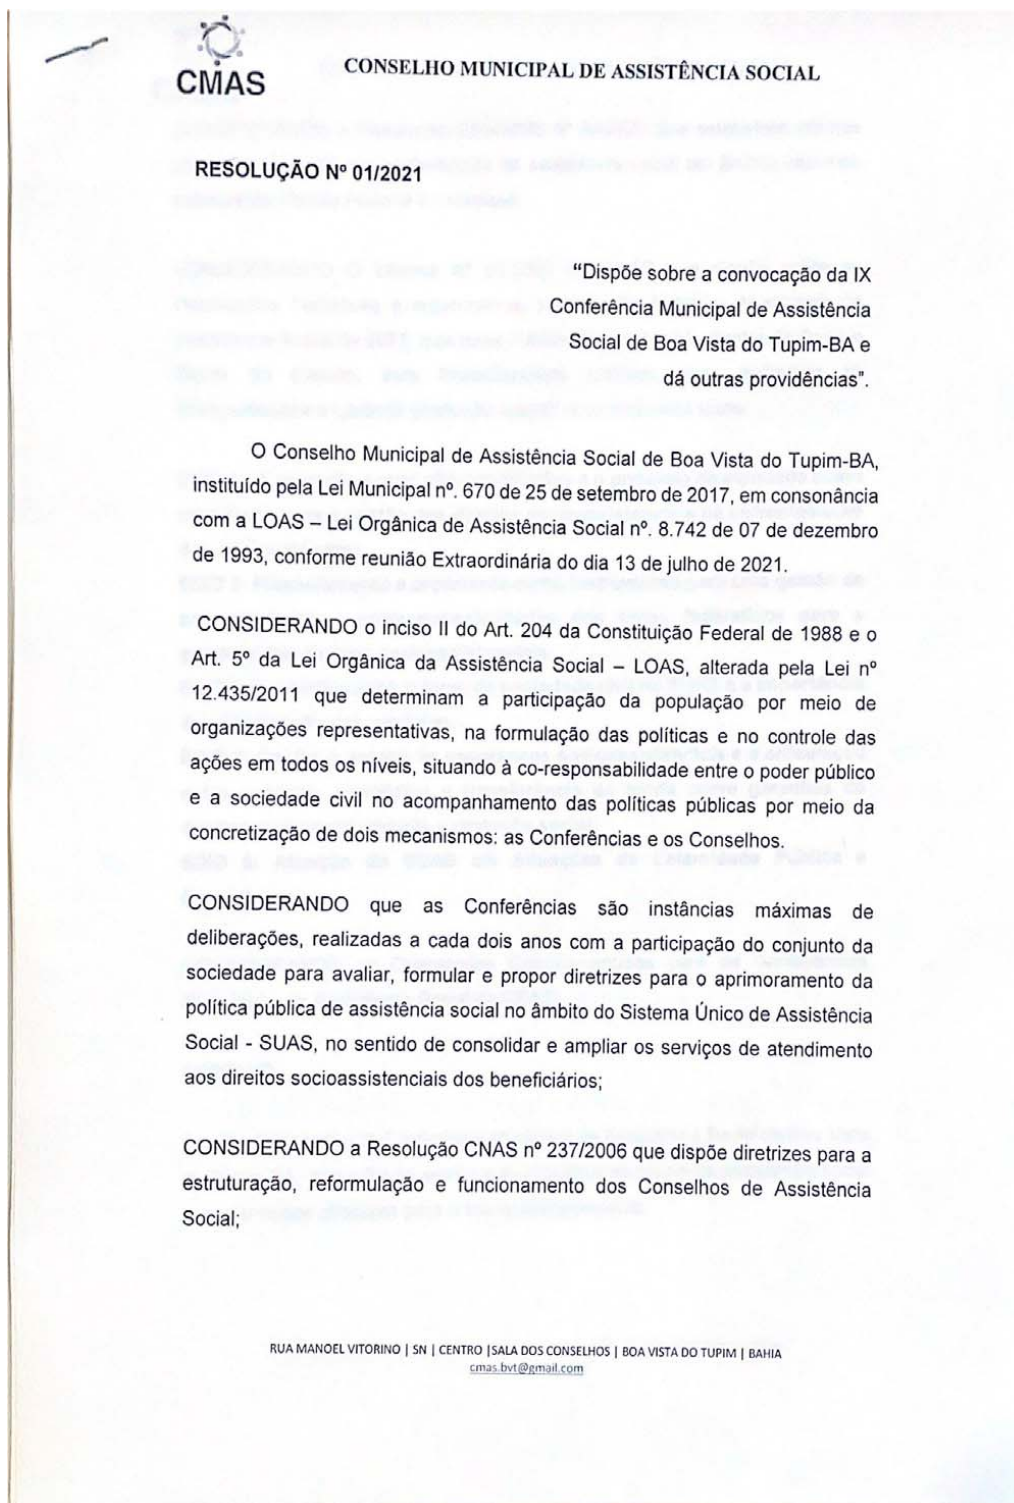 CMAS
CONSELHO MUNICIPAL DE ASSISTÊNCIA SOCIAL
RESOLUÇÃO Nº 01/2021
“Dispõe sobre a convocação da IX
Conferência Municipal de Assistência
Social de Boa Vista do Tupim-BA e
dá outras providências”.
O Conselho Municipal de Assistência Social de Boa Vista do Tupim-BA,
instituído pela Lei Municipal nº. 670 de 25 de setembro de 2017, em consonância
com a LOAS – Lei Orgânica de Assistência Social nº. 8.742 de 07 de dezembro
de 1993, conforme reunião Extraordinária do dia 13 de julho de 2021.
CONSIDERANDO o inciso II do Art. 204 da Constituição Federal de 1988 e o
Art. 5º da Lei Orgânica da Assistência Social – LOAS, alterada pela Lei nº
12.435/2011 que determinam a participação da população por meio de
organizações representativas, na formulação das políticas e no controle das
ações em todos os níveis, situando à co-responsabilidade entre o poder público
e a sociedade civil no acompanhamento das políticas públicas por meio da
concretização de dois mecanismos: as Conferências e os Conselhos.
CONSIDERANDO que as Conferências são instâncias máximas de
deliberações, realizadas a cada dois anos com a participação do conjunto da
sociedade para avaliar, formular e propor diretrizes para o aprimoramento da
política pública de assistência social no âmbito do Sistema Único de Assistência
Social - SUAS, no sentido de consolidar e ampliar os serviços de atendimento
aos direitos socioassistenciais dos beneficiários;
CONSIDERANDO a Resolução CNAS nº 237/2006 que dispõe diretrizes para a
estruturação, reformulação e funcionamento dos Conselhos de Assistência
Social;
RUA MANOEL VITORINO | SN | CENTRO |SALA DOS CONSELHOS | BOA VISTA DO TUPIM | BAHIA
cmas.bvt@gmail.com